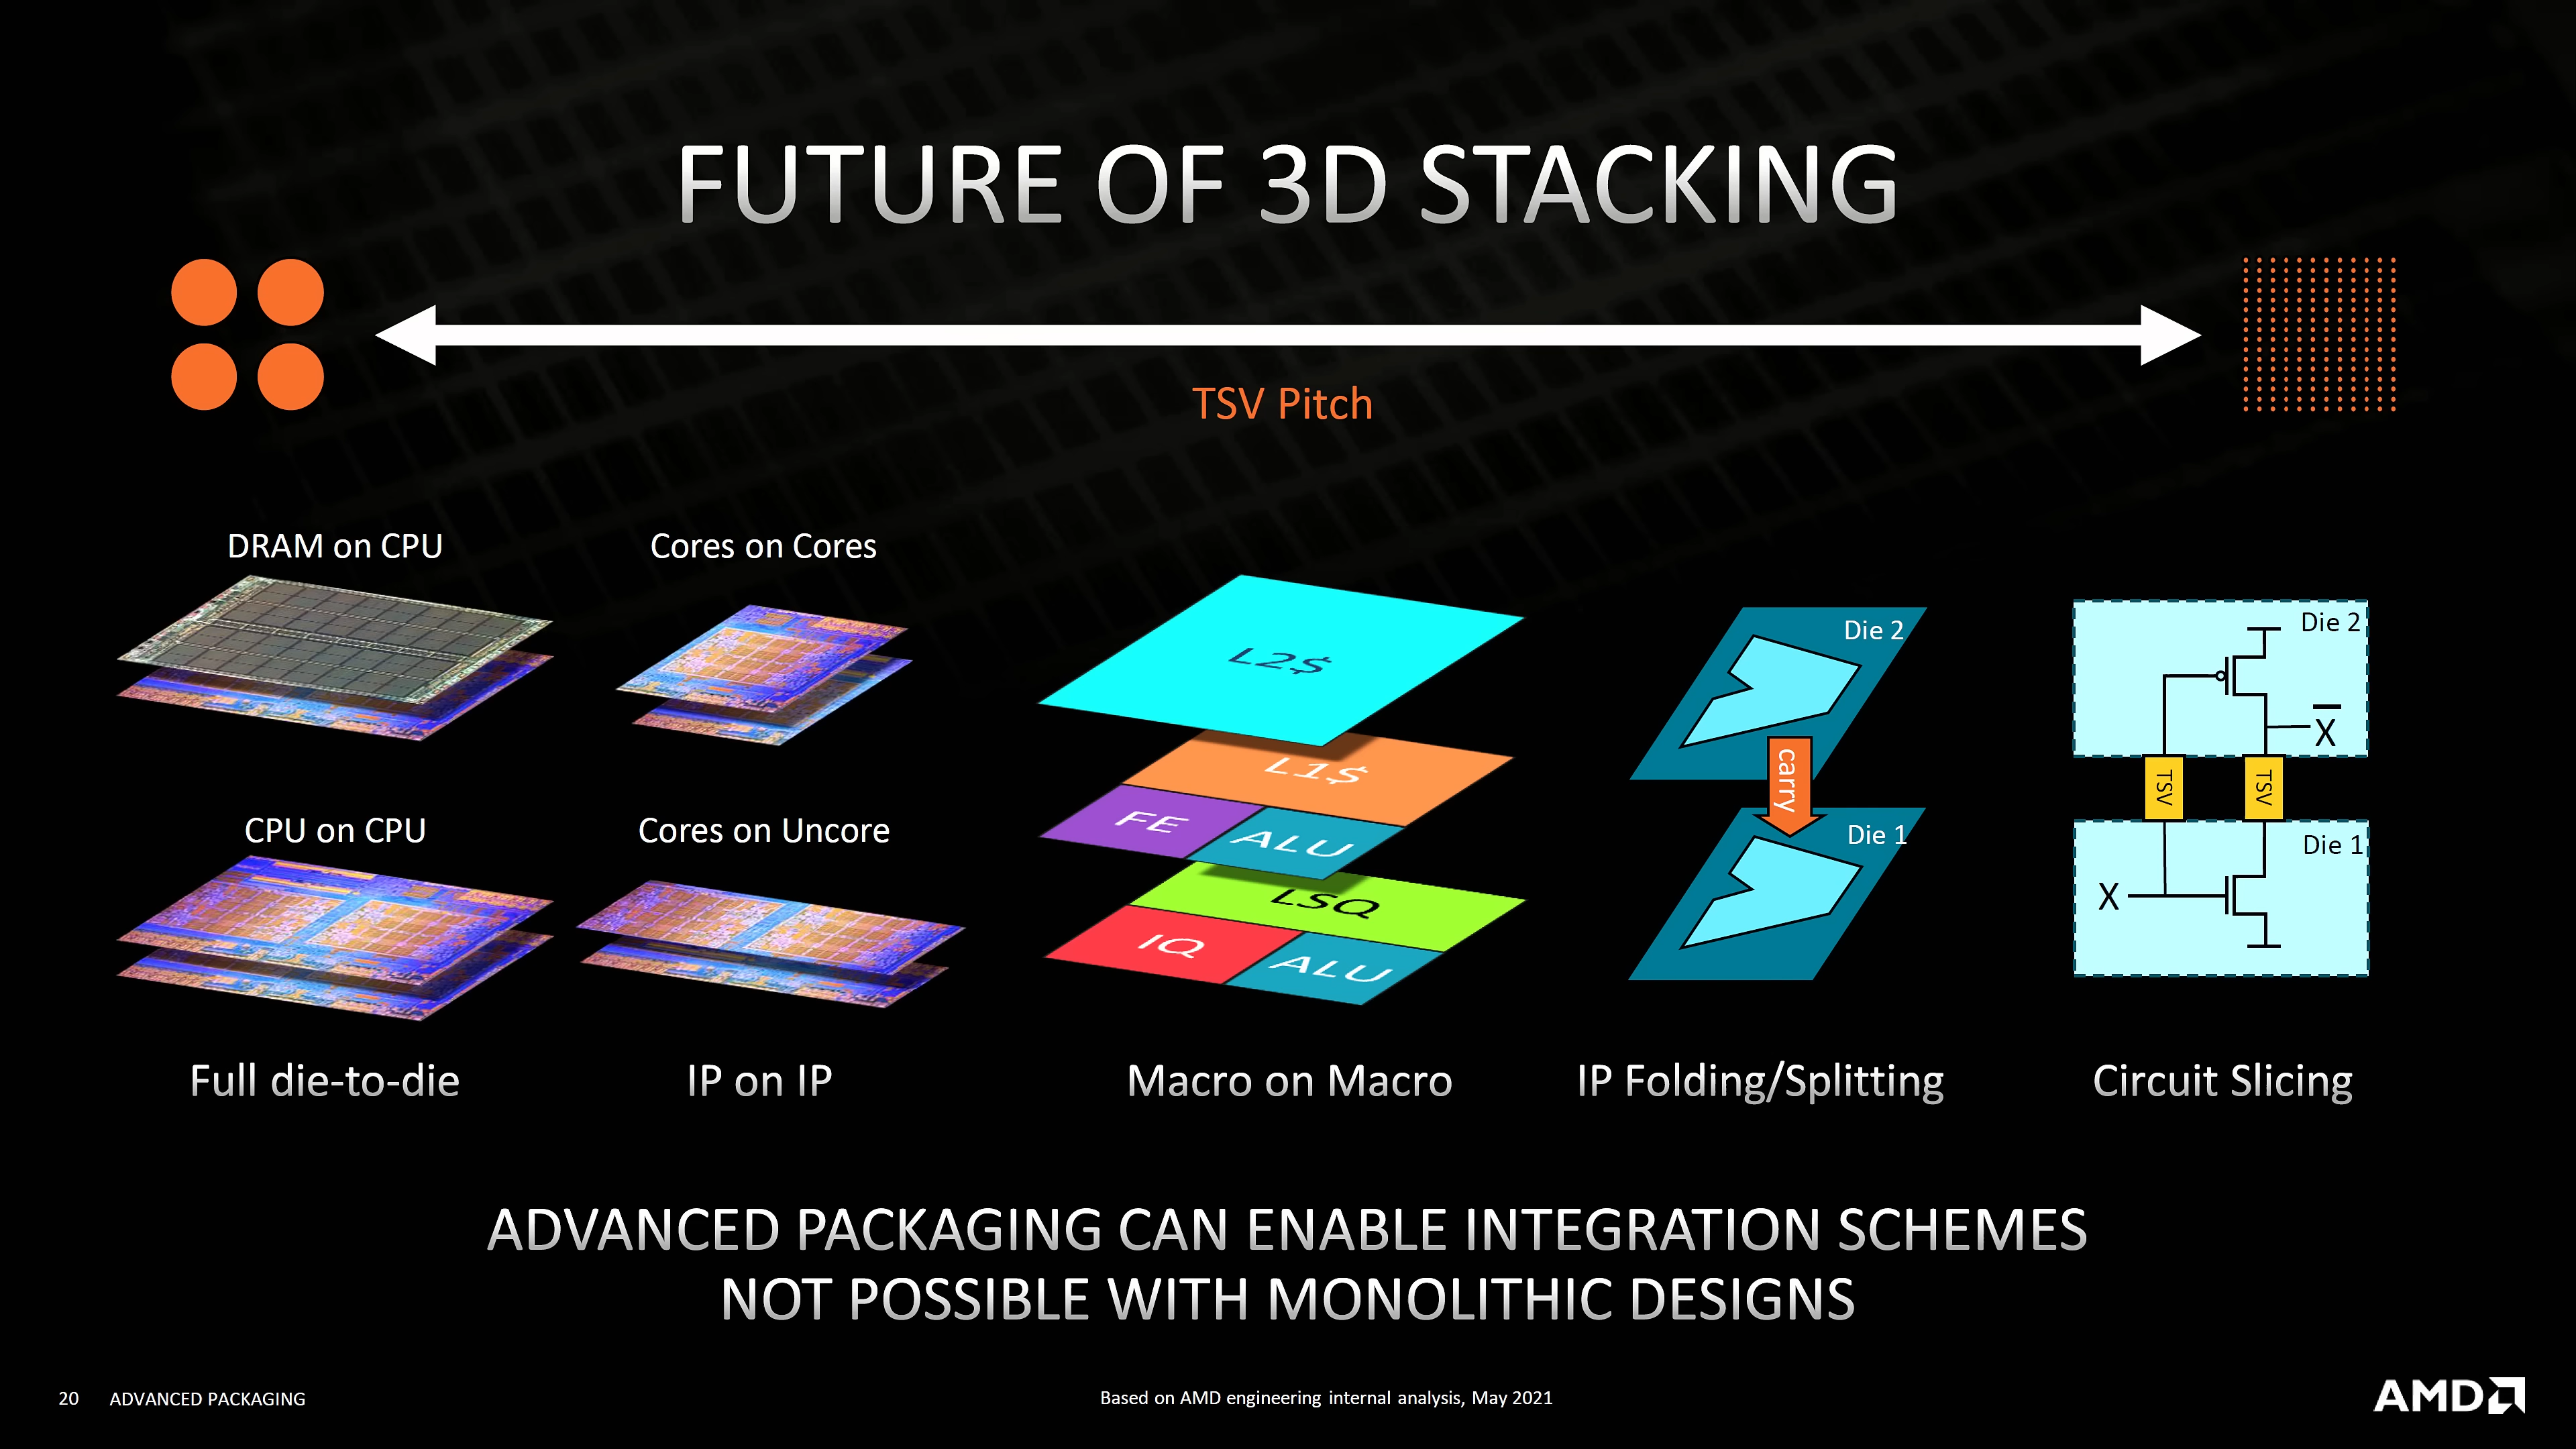 FUTURE OF 3D STACKING
TSV Pitch
DRAM on CPU
Cores on Cores
CPU on CPU
Cores on Uncore
L2$
L1$
FE
ALU
LSQ
IQ
ALU
Die 2
carry
Die 1
Die 2
X̅
TSV
TSV
Die 1
X
Full die-to-die
IP on IP
Macro on Macro
IP Folding/Splitting
Circuit Slicing
ADVANCED PACKAGING CAN ENABLE INTEGRATION SCHEMES
NOT POSSIBLE WITH MONOLITHIC DESIGNS
20 ADVANCED PACKAGING
Based on AMD engineering internal analysis, May 2021
AMD